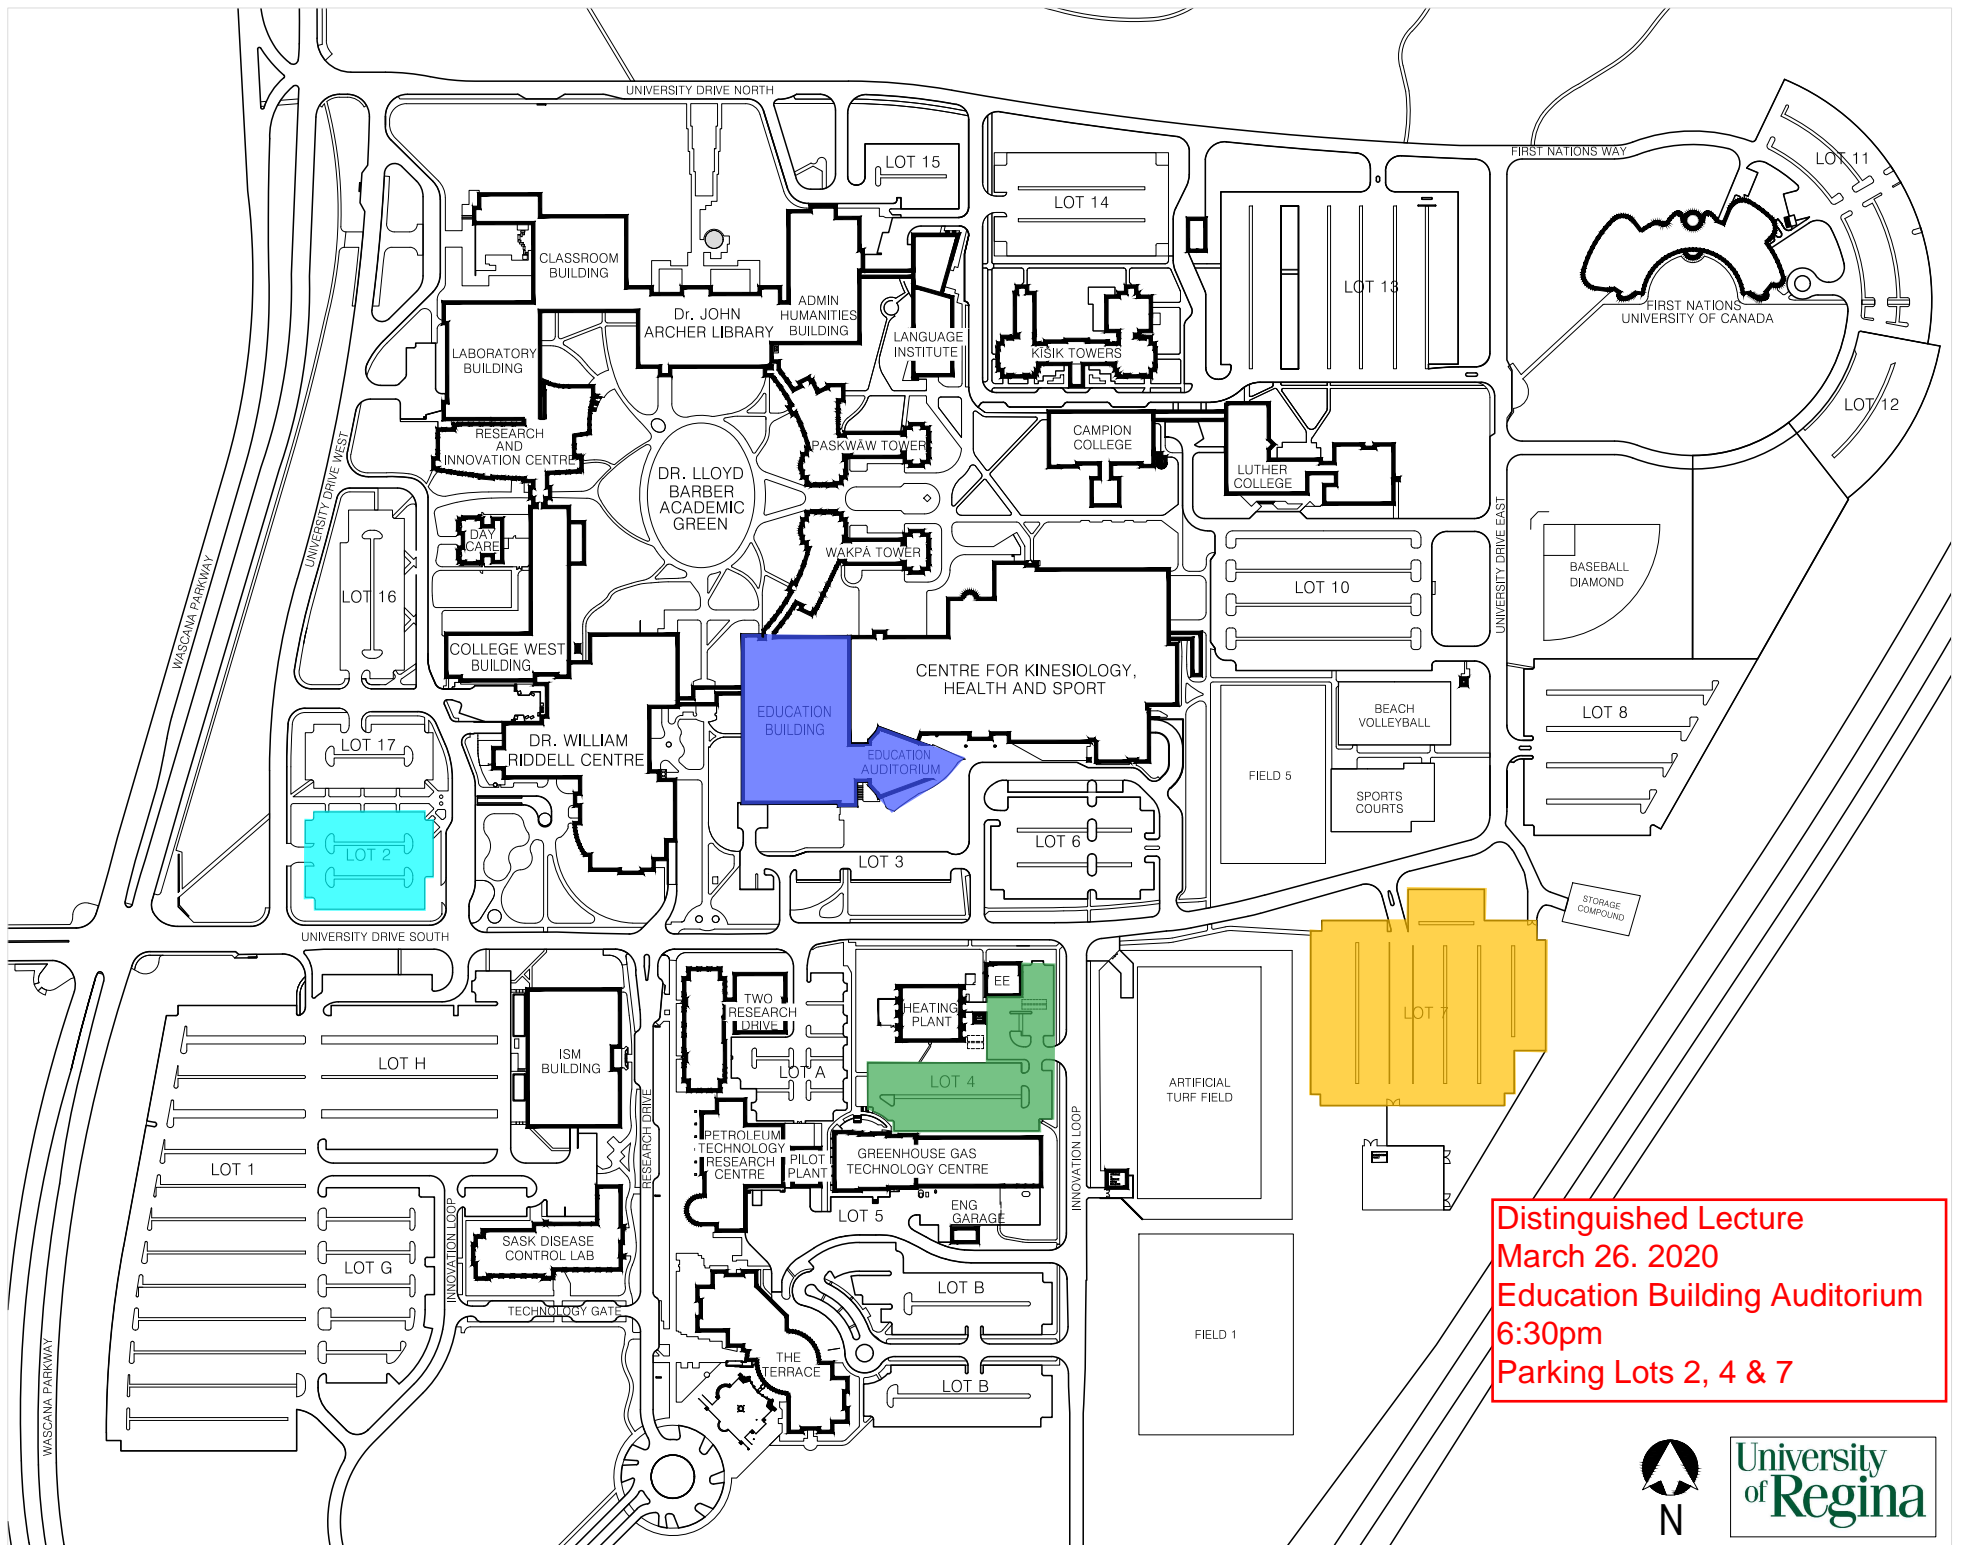 UNIVERSITY DRIVE NORTH
FIRST NATIONS WAY
LOT 15
LOT 11
LOT 14
CLASSROOM
BUILDING
LOT 13
ADMIN
HUMANITIES
BUILDING
Dr. JOHN
ARCHER LIBRARY
FIRST NATIONS
UNIVERSITY OF CANADA
LANGUAGE
INSTITUTE
KĪSIK TOWERS
LABORATORY
BUILDING
LOT 12
RESEARCH
AND
INNOVATION CENTRE
PASKWĀW TOWER
CAMPION
COLLEGE
LUTHER
COLLEGE
DR. LLOYD
BARBER
ACADEMIC
GREEN
UNIVERSITY DRIVE WEST
UNIVERSITY DRIVE EAST
DAY
CARE
WAKPĀ TOWER
BASEBALL
DIAMOND
WASCANA PARKWAY
LOT 16
LOT 10
COLLEGE WEST
BUILDING
CENTRE FOR KINESIOLOGY,
HEALTH AND SPORT
EDUCATION
BUILDING
BEACH
VOLLEYBALL
LOT 8
LOT 17
DR. WILLIAM
RIDDELL CENTRE
EDUCATION
AUDITORIUM
FIELD 5
SPORTS
COURTS
LOT 2
LOT 3
LOT 6
STORAGE
COMPOUND
UNIVERSITY DRIVE SOUTH
TWO
RESEARCH
DRIVE
EE
HEATING
PLANT
LOT 7
LOT H
ISM
BUILDING
LOT A
LOT 4
ARTIFICIAL
TURF FIELD
RESEARCH DRIVE
INNOVATION LOOP
PETROLEUM
TECHNOLOGY
RESEARCH
CENTRE
PILOT
PLANT
GREENHOUSE GAS
TECHNOLOGY CENTRE
LOT 1
INNOVATION LOOP
LOT 5
ENG
GARAGE
SASK DISEASE
CONTROL LAB
LOT G
TECHNOLOGY GATE
LOT B
FIELD 1
THE
TERRACE
LOT B
WASCANA PARKWAY
Distinguished Lecture
March 26. 2020
Education Building Auditorium
6:30pm
Parking Lots 2, 4 & 7
N
University
of Regina